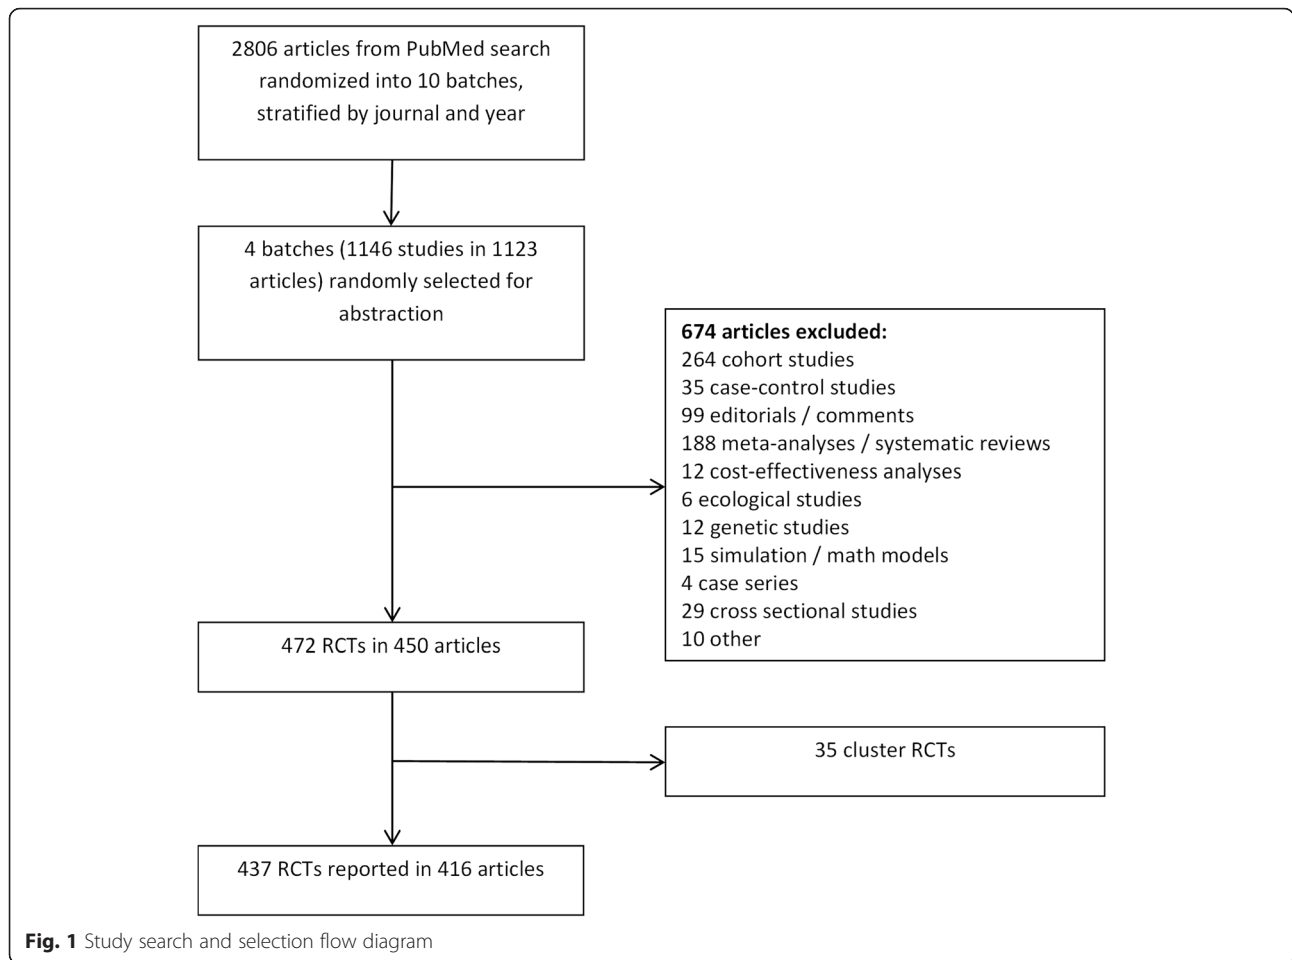 2806 articles from PubMed search
randomized into 10 batches,
stratified by journal and year
4 batches (1146 studies in 1123
articles) randomly selected for
abstraction
674 articles excluded:
264 cohort studies
35 case-control studies
99 editorials / comments
188 meta-analyses / systematic reviews
12 cost-effectiveness analyses
6 ecological studies
12 genetic studies
15 simulation / math models
4 case series
29 cross sectional studies
10 other
472 RCTs in 450 articles
35 cluster RCTs
437 RCTs reported in 416 articles
Fig. 1 Study search and selection flow diagram